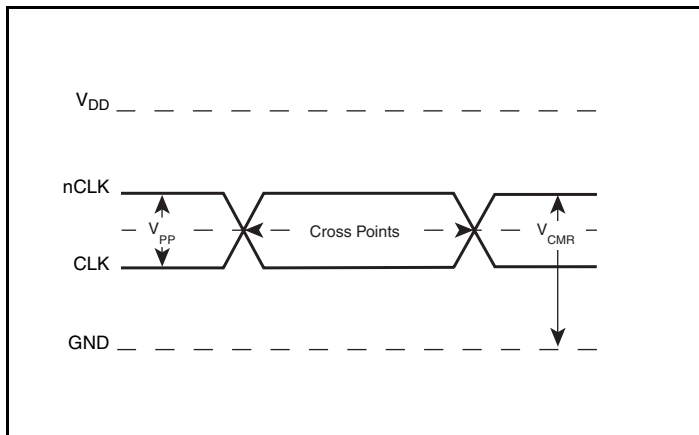 VDD
nCLK
VPP
Cross Points
VCMR
CLK
GND